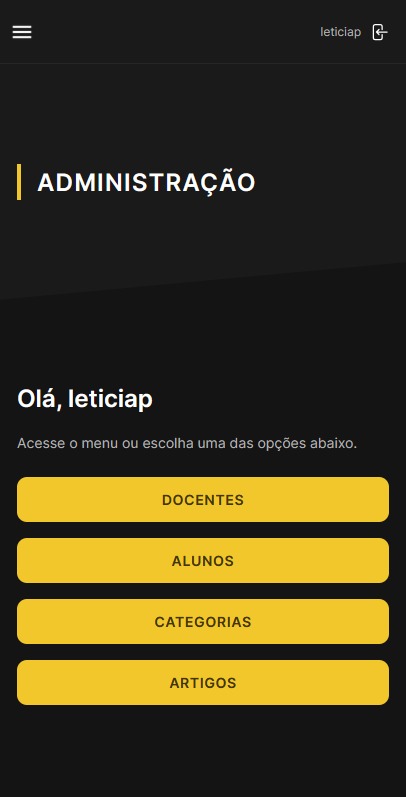 leticiap
ADMINISTRAÇÃO
Olá, leticiap
Acesse o menu ou escolha uma das opções abaixo.
DOCENTES
ALUNOS
CATEGORIAS
ARTIGOS